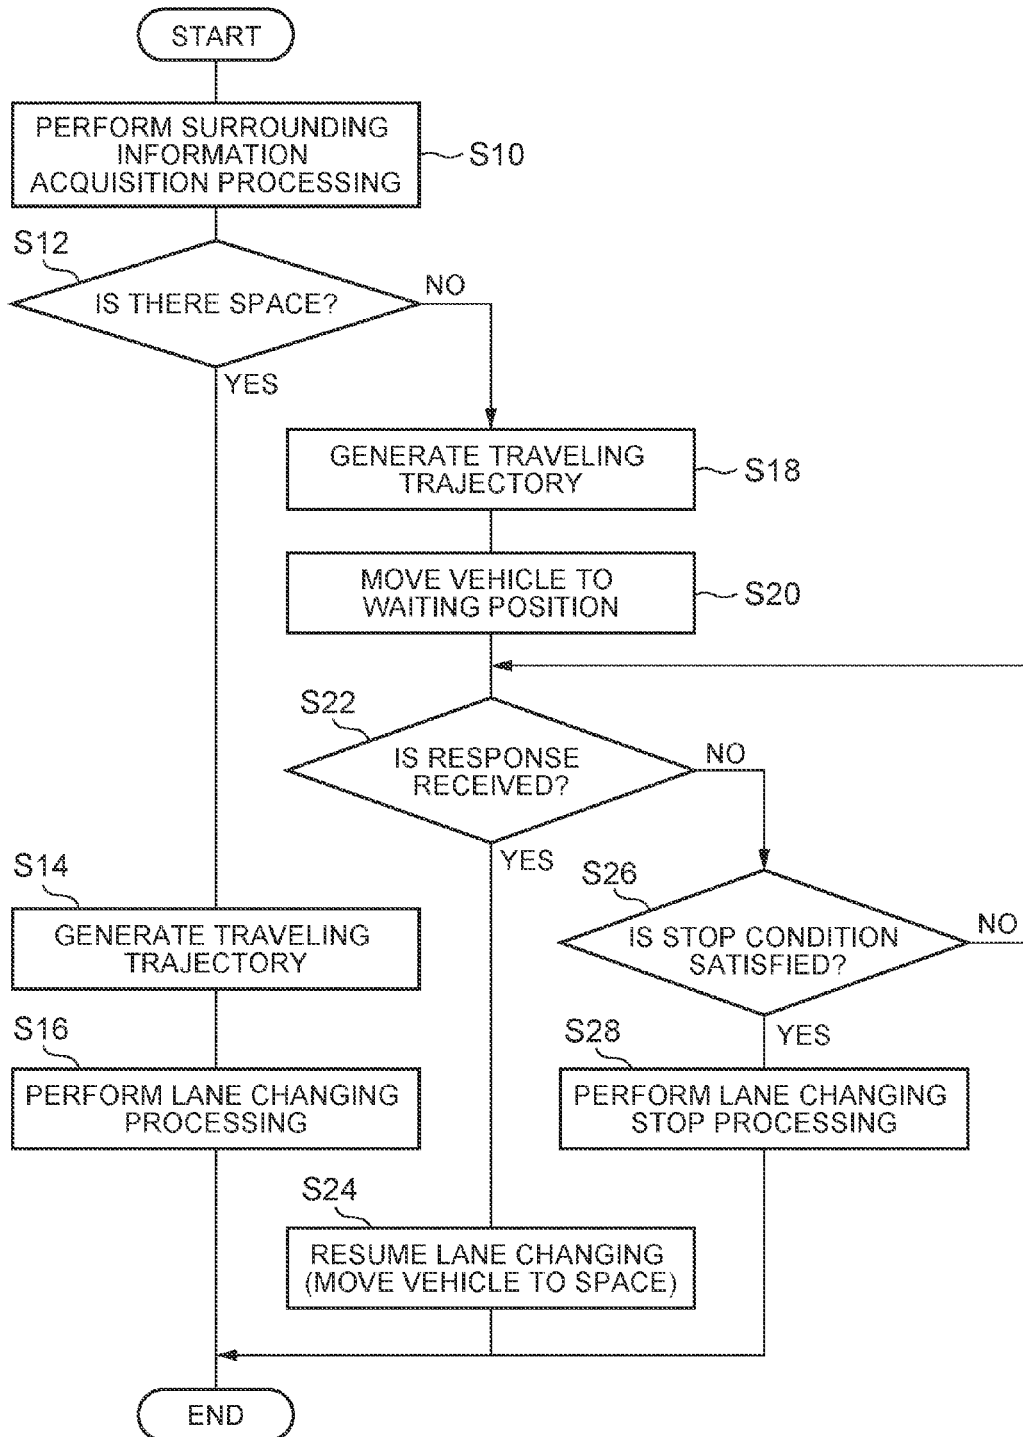 START
PERFORM SURROUNDING
INFORMATION
ACQUISITION PROCESSING
S10
S12
IS THERE SPACE?
NO
YES
GENERATE TRAVELING
TRAJECTORY
S18
MOVE VEHICLE TO
WAITING POSITION
S20
S22
IS RESPONSE
RECEIVED?
NO
YES
S14
GENERATE TRAVELING
TRAJECTORY
S26
IS STOP CONDITION
SATISFIED?
NO
YES
S16
PERFORM LANE CHANGING
PROCESSING
S28
PERFORM LANE CHANGING
STOP PROCESSING
S24
RESUME LANE CHANGING
(MOVE VEHICLE TO SPACE)
END